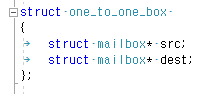 struct one_to_one_box
{
struct mailbox* src;
struct mailbox* dest;
};